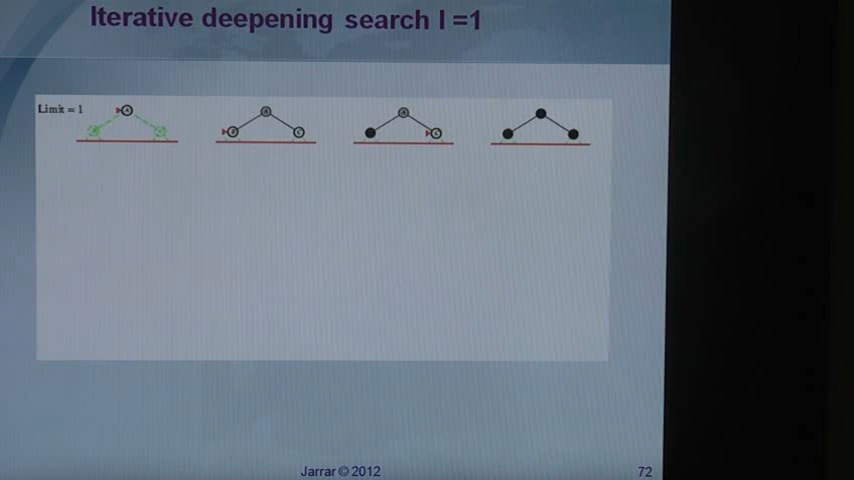 Iterative deepening search l =1
Limit = 1
Jarrar © 2012
72